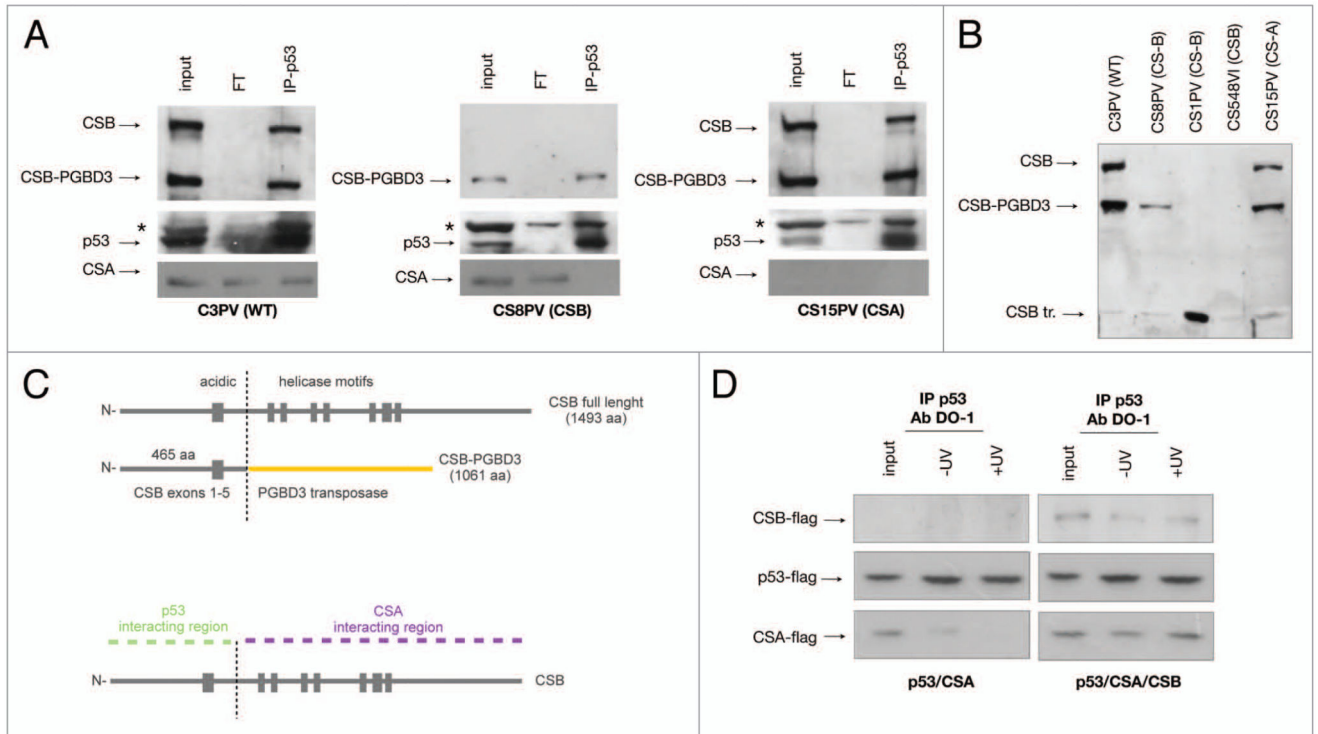 A
input
FT
IP-p53
CSB →
CSB-PGBD3 →
*
p53 →
CSA →
C3PV (WT)
input
FT
IP-p53
CSB-PGBD3 →
*
p53 →
CSA →
CS8PV (CSB)
input
FT
IP-p53
CSB →
CSB-PGBD3 →
*
p53 →
CSA →
CS15PV (CSA)
B
C3PV (WT)
CS8PV (CS-B)
CS1PV (CS-B)
CS548VI (CSB)
CS15PV (CS-A)
CSB →
CSB-PGBD3 →
CSB tr. →
C
acidic
helicase motifs
N-
CSB full lenght
(1493 aa)
465 aa
N-
CSB-PGBD3
(1061 aa)
CSB exons 1-5
PGBD3 transposase
p53
interacting region
CSA
interacting region
N-
CSB
D
IP p53
Ab DO-1
input
-UV
+UV
IP p53
Ab DO-1
input
-UV
+UV
CSB-flag →
p53-flag →
CSA-flag →
p53/CSA
p53/CSA/CSB